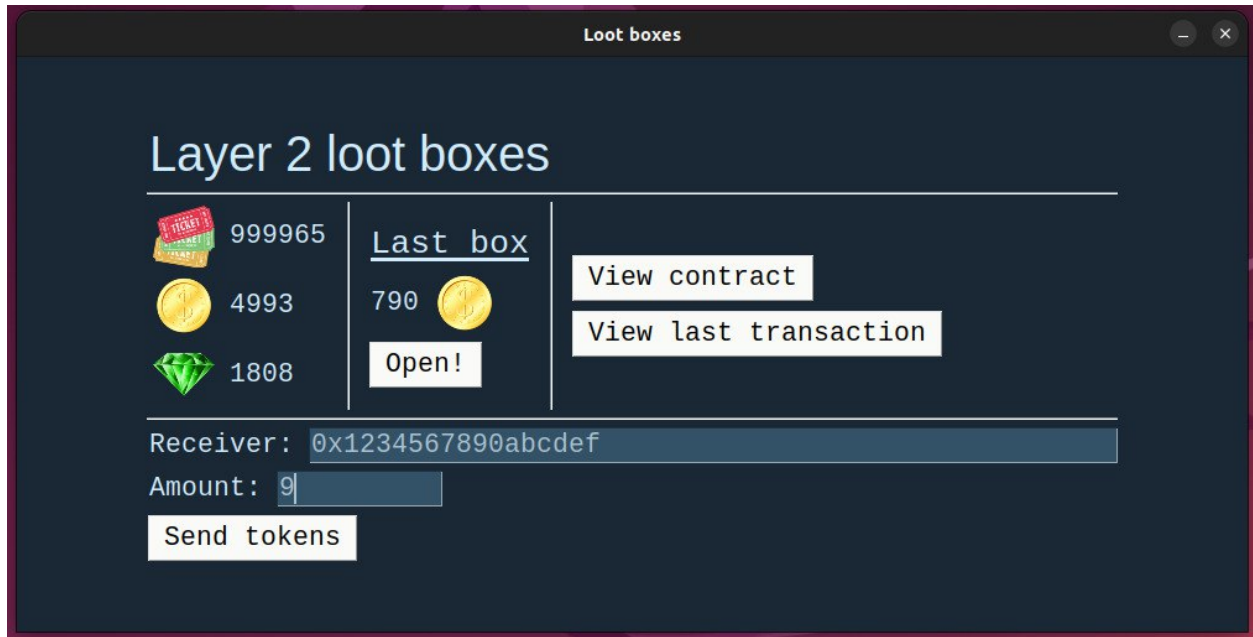 Loot boxes
Layer 2 loot boxes
TICKET
999965
4993
1808
Last box
790
Open!
View contract
View last transaction
Receiver: 0x1234567890abcdef
Amount: 9
Send tokens